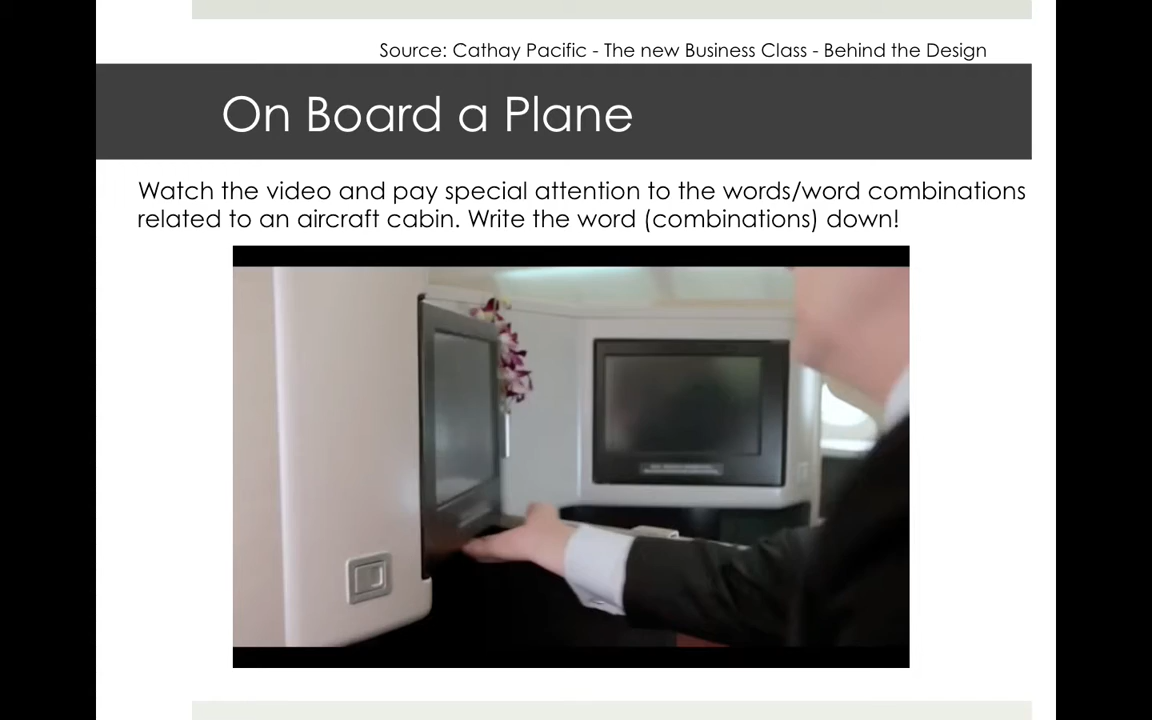 Source: Cathay Pacific - The new Business Class - Behind the Design
On Board a Plane
Watch the video and pay special attention to the words/word combinations
related to an aircraft cabin. Write the word (combinations) down!